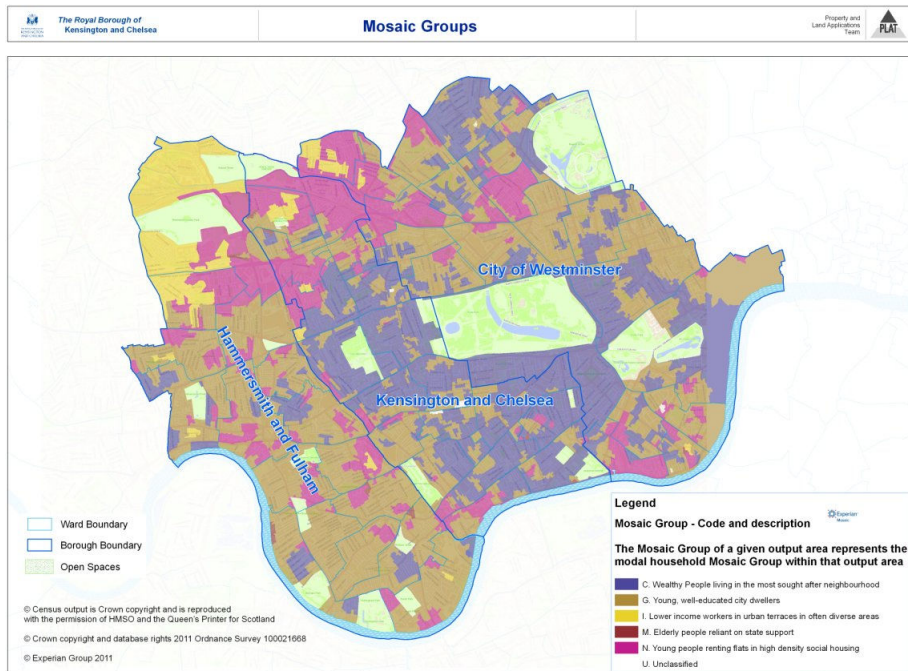 The Royal Borough of
Kensington and Chelsea
Mosaic Groups
Property and
Land Applications
Team
PLAT
City of Westminster
Kensington and Chelsea
Hammersmith and Fulham
Ward Boundary
Borough Boundary
Open Spaces
© Census output is Crown copyright and is reproduced
with the permission of HMSO and the Queen's Printer for Scotland
© Crown copyright and database rights 2011 Ordnance Survey 100021668
© Experian Group 2011
Legend
Experian
Mosaic Group - Code and description
The Mosaic Group of a given output area represents the
modal household Mosaic Group within that output area
C. Wealthy People living in the most sought after neighbourhood
G. Young, well-educated city dwellers
I. Lower income workers in urban terraces in often diverse areas
M. Elderly people reliant on state support
N. Young people renting flats in high density social housing
U. Unclassified